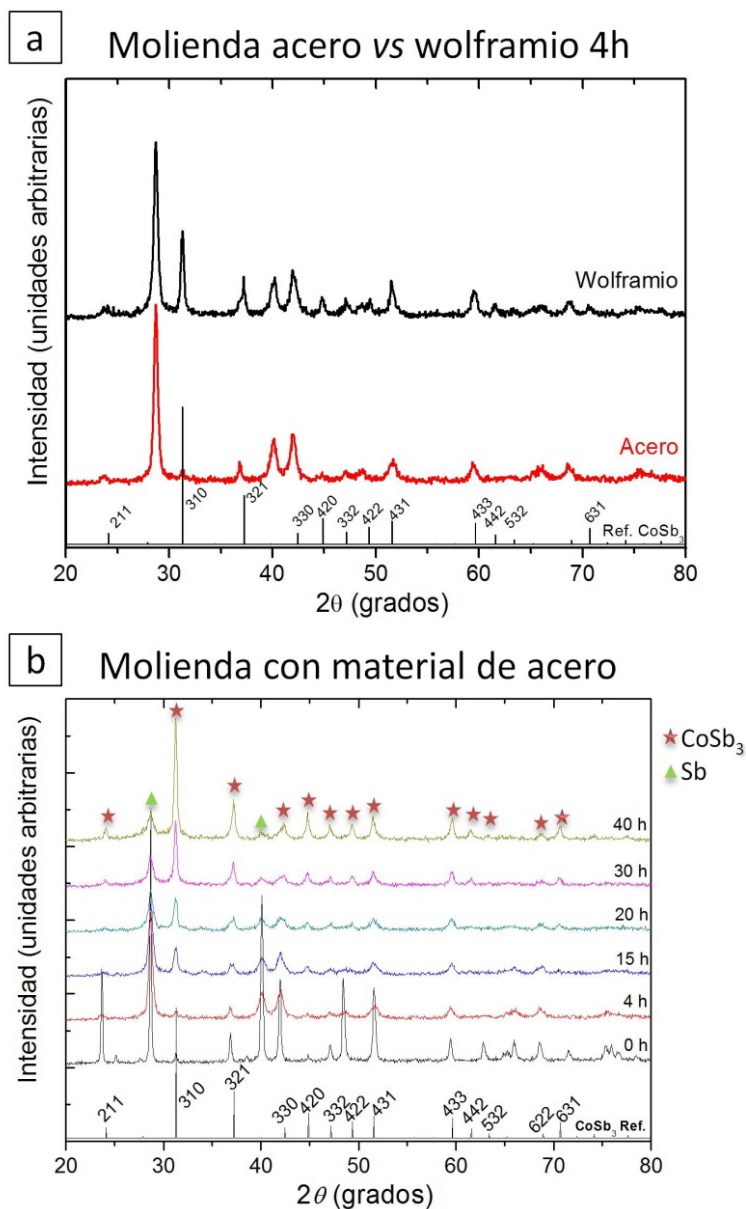 a
Molienda acero vs wolframio 4h
Intensidad (unidades arbitrarias)
Wolframio
Acero
211
310
321
330
420
332
422
431
433
442
532
631
Ref. CoSb3
20 30 40 50 60 70 80
2θ (grados)
b
Molienda con material de acero
Intensidad (unidades arbitrarias)
CoSb3
Sb
40 h
30 h
20 h
15 h
4 h
0 h
211
310
321
330
420
332
422
431
433
442
532
622
631
CoSb3 Ref.
20 30 40 50 60 70 80
2θ (grados)